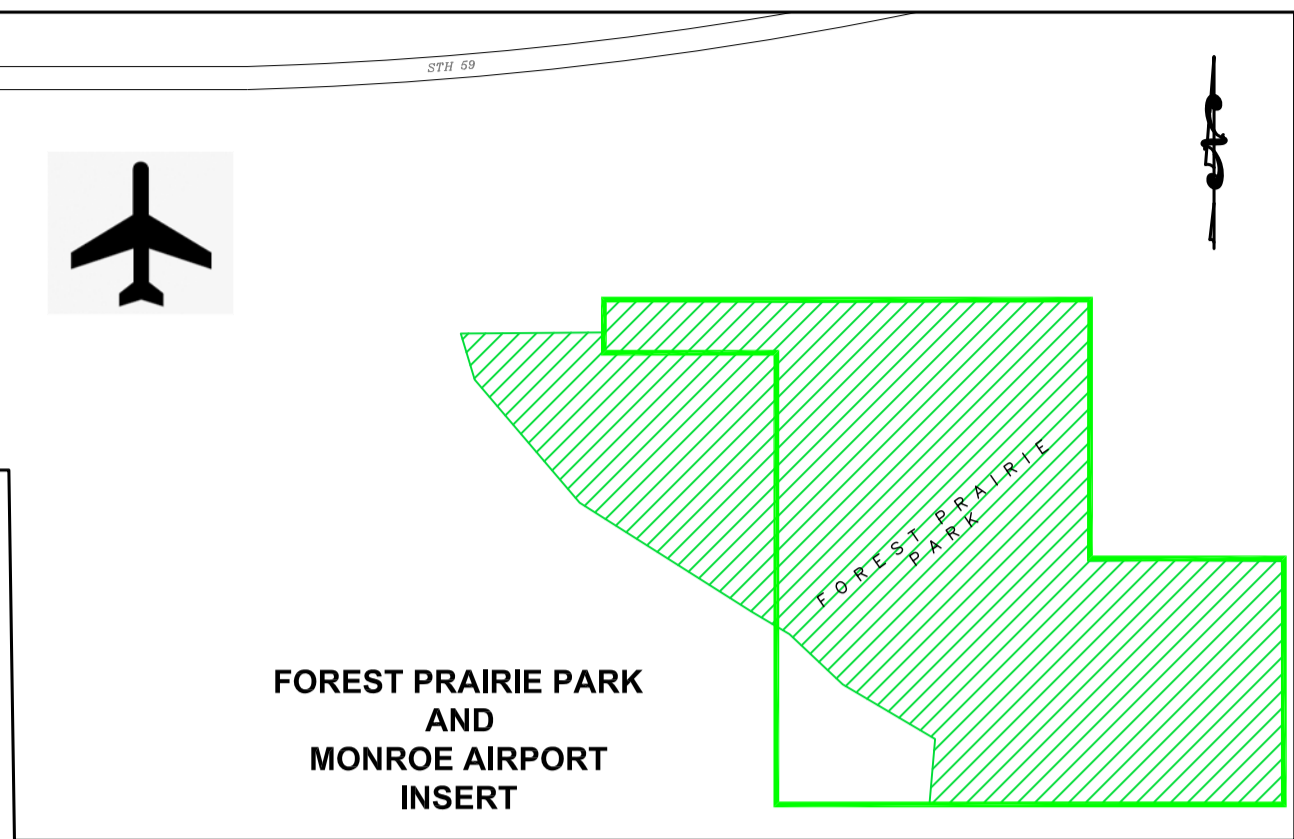 STH 59
FOREST PRAIRIE
PARK
FOREST PRAIRIE PARK
AND
MONROE AIRPORT
INSERT